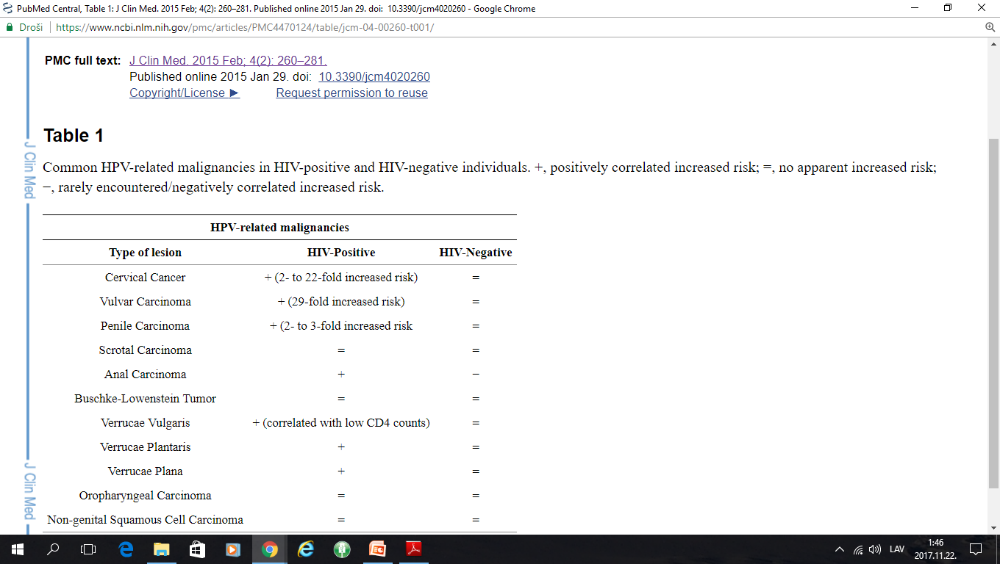 PubMed Central, Table 1: J Clin Med. 2015 Feb; 4(2): 260–281. Published online 2015 Jan 29. doi: 10.3390/jcm4020260 - Google Chrome
Droši https://www.ncbi.nlm.nih.gov/pmc/articles/PMC4470124/table/jcm-04-00260-t001/
PMC full text: J Clin Med. 2015 Feb; 4(2): 260–281.
Published online 2015 Jan 29. doi: 10.3390/jcm4020260
Copyright/License ► Request permission to reuse
Table 1
J Clin Med
Common HPV-related malignancies in HIV-positive and HIV-negative individuals. +, positively correlated increased risk; =, no apparent increased risk;
−, rarely encountered/negatively correlated increased risk.
HPV-related malignancies
Type of lesion HIV-Positive HIV-Negative
Cervical Cancer + (2- to 22-fold increased risk) =
Vulvar Carcinoma + (29-fold increased risk) =
Penile Carcinoma + (2- to 3-fold increased risk =
Scrotal Carcinoma = =
Anal Carcinoma + −
Buschke-Lowenstein Tumor = =
Verrucae Vulgaris + (correlated with low CD4 counts) =
Verrucae Plantaris + =
Verrucae Plana + =
J Clin Med
Oropharyngeal Carcinoma = =
Non-genital Squamous Cell Carcinoma = =
LAV
1:46
2017.11.22.